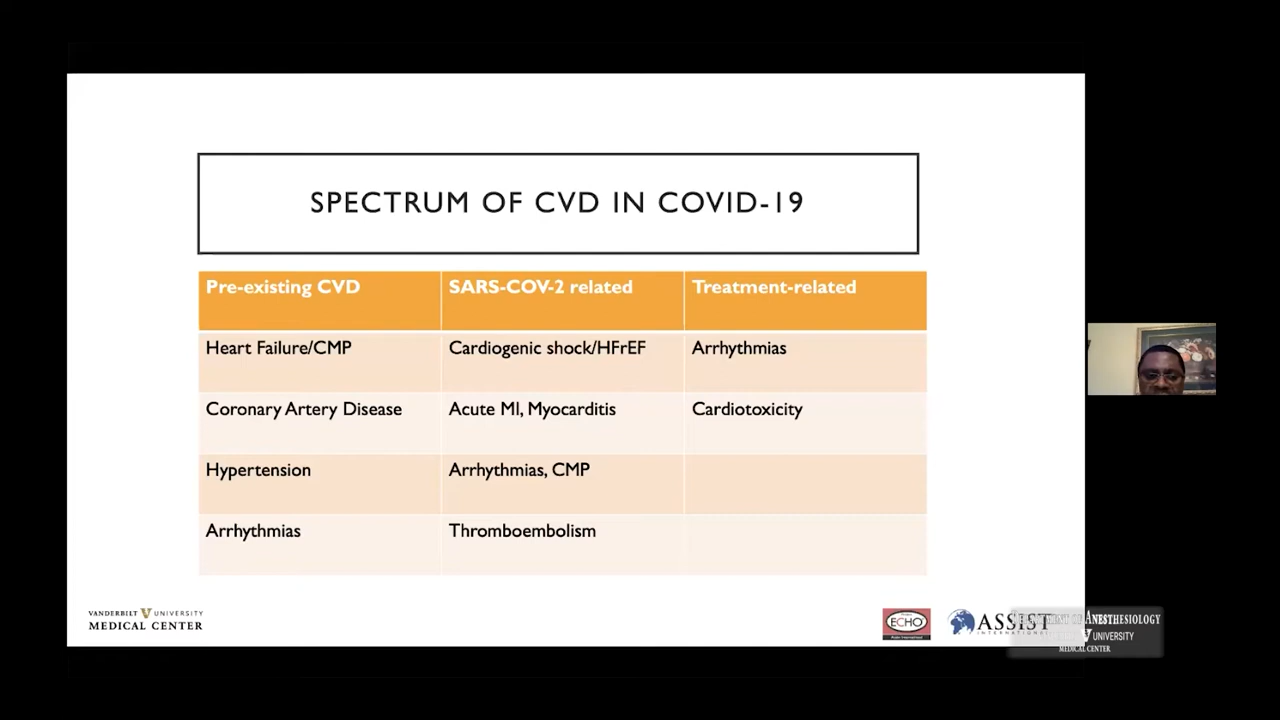 SPECTRUM OF CVD IN COVID-19
Pre-existing CVD SARS-COV-2 related Treatment-related
Heart Failure/CMP Cardiogenic shock/HFrEF Arrhythmias
Coronary Artery Disease Acute MI, Myocarditis Cardiotoxicity
Hypertension Arrhythmias, CMP
Arrhythmias Thromboembolism
VANDERBILT V UNIVERSITY
MEDICAL CENTER
ECHO
ASSIST
INTERNATIONAL
ANESTHESIOLOGY
UNIVERSITY
MEDICAL CENTER